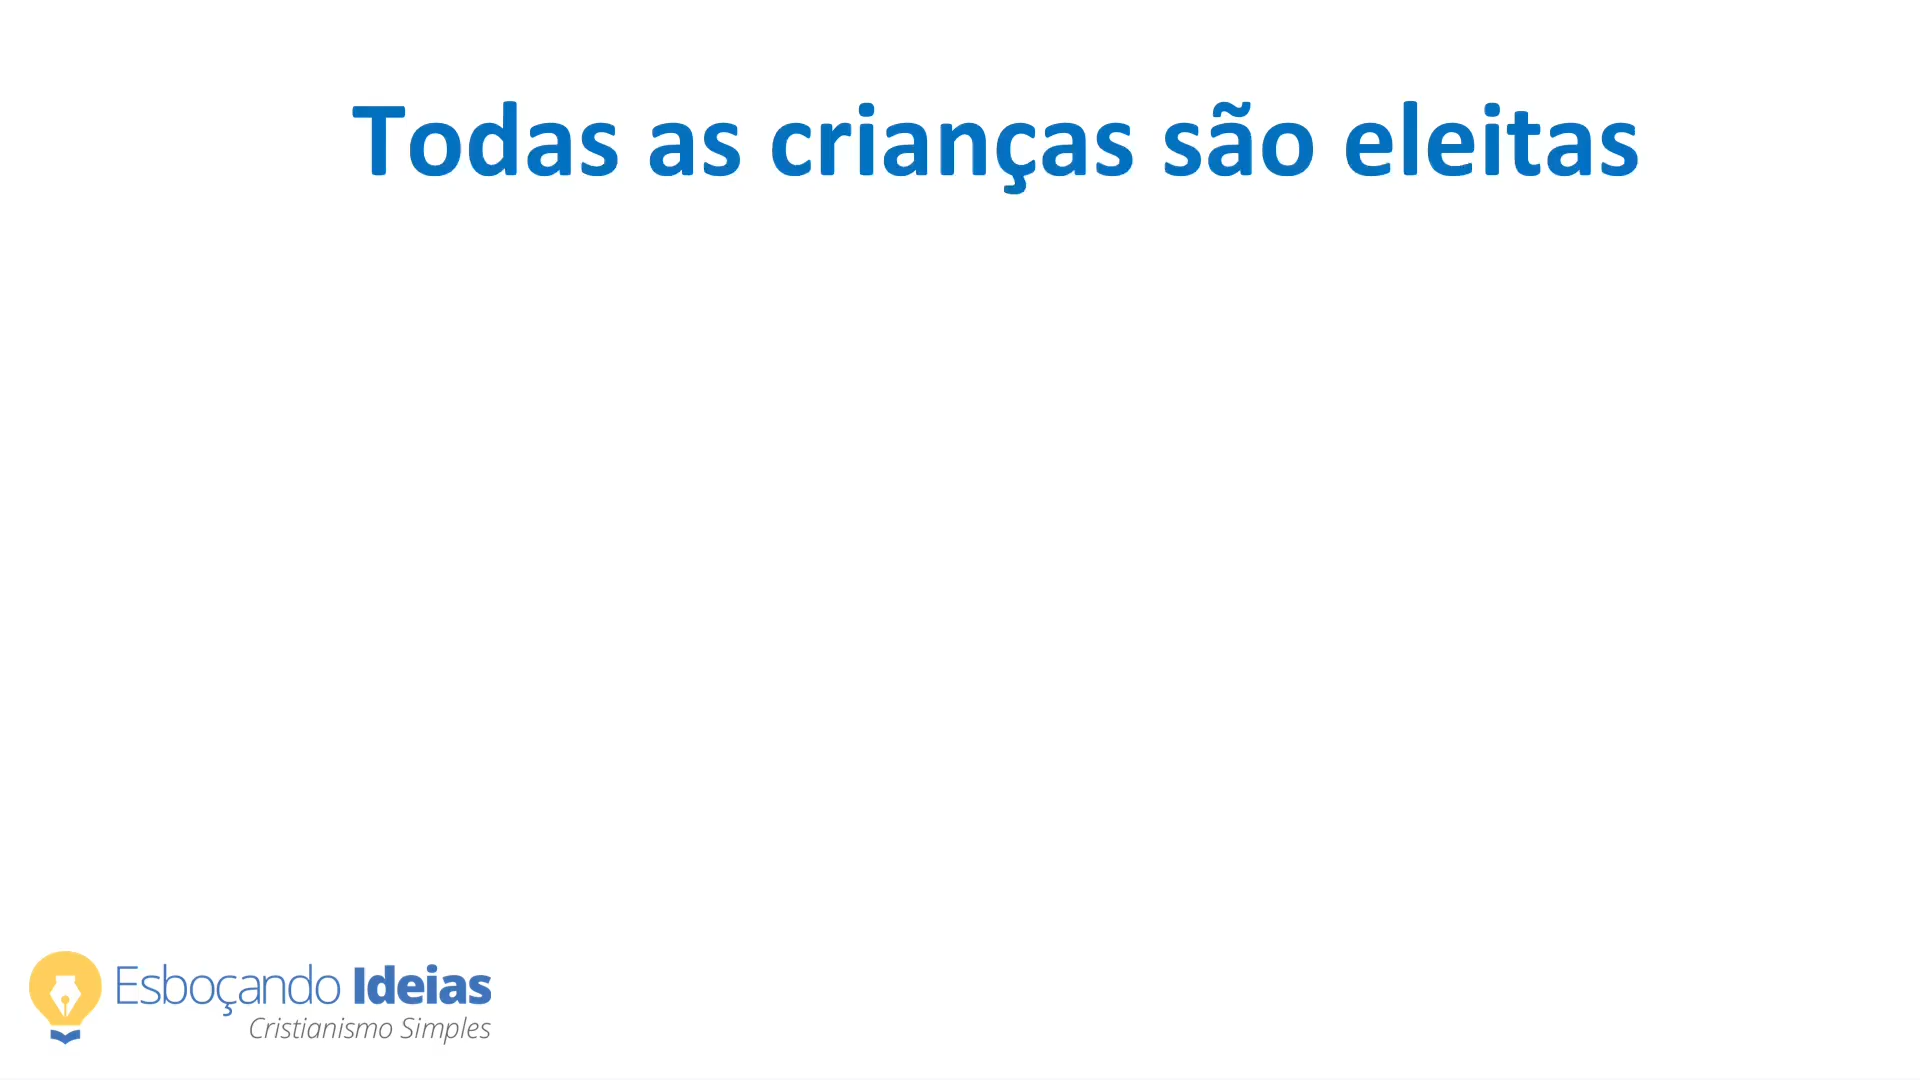 Todas as crianças são eleitas
Esboçando Ideias
Cristianismo Simples